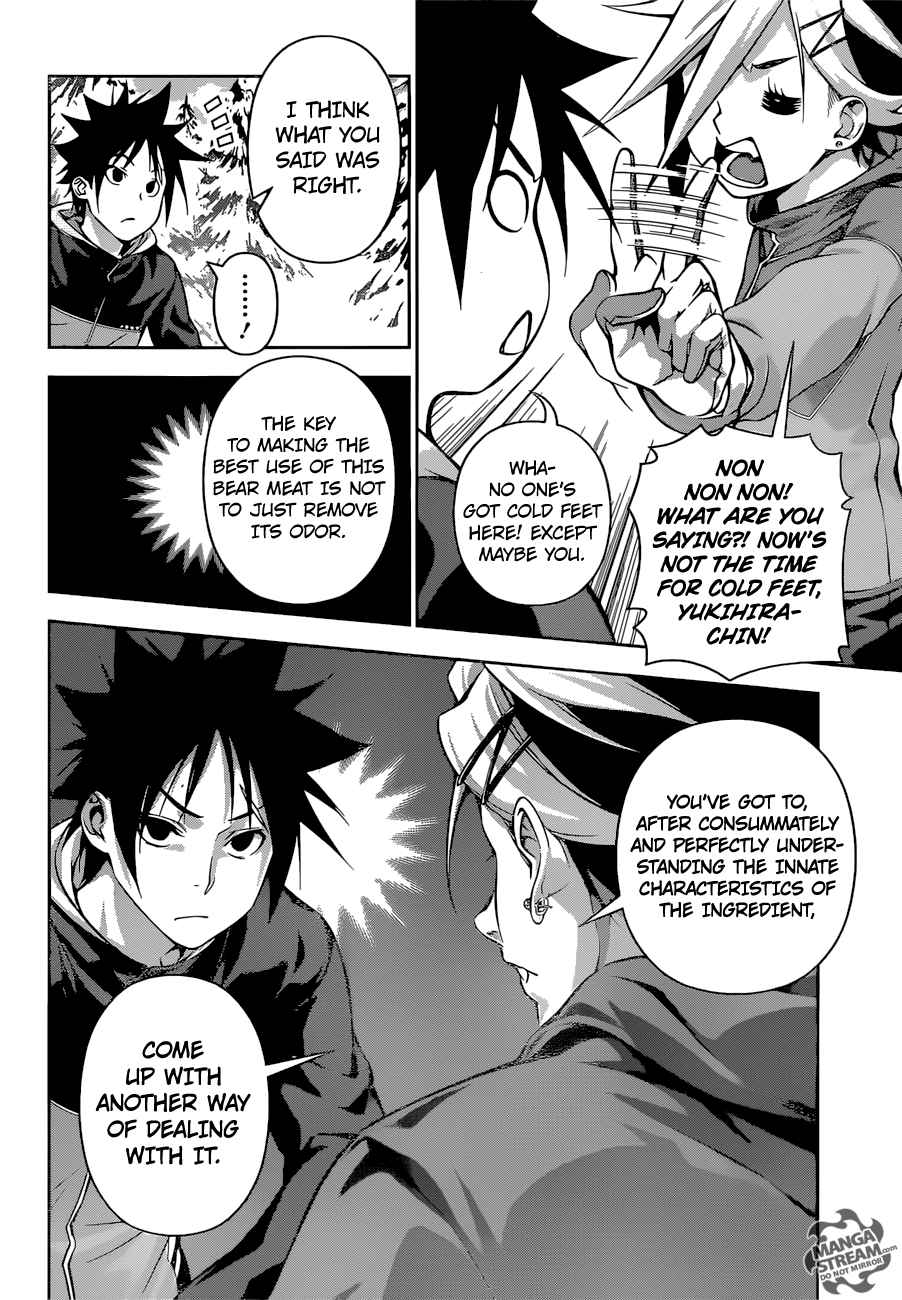 NON
NON NON!
WHAT ARE YOU
SAYING?! NOW'S
NOT THE TIME
FOR COLD FEET,
YUKIHIRA-
CHIN!
WHA-
NO ONE'S
GOT COLD FEET
HERE! EXCEPT
MAYBE YOU.
I THINK
WHAT YOU
SAID WAS
RIGHT.
......!
THE KEY
TO MAKING THE
BEST USE OF THIS
BEAR MEAT IS NOT
TO JUST REMOVE
ITS ODOR.
YOU'VE GOT TO,
AFTER CONSUMMATELY
AND PERFECTLY UNDER-
STANDING THE INNATE
CHARACTERISTICS OF
THE INGREDIENT,
COME
UP WITH
ANOTHER WAY
OF DEALING
WITH IT.
MANGA
STREAM.com
DO NOT MIRROR